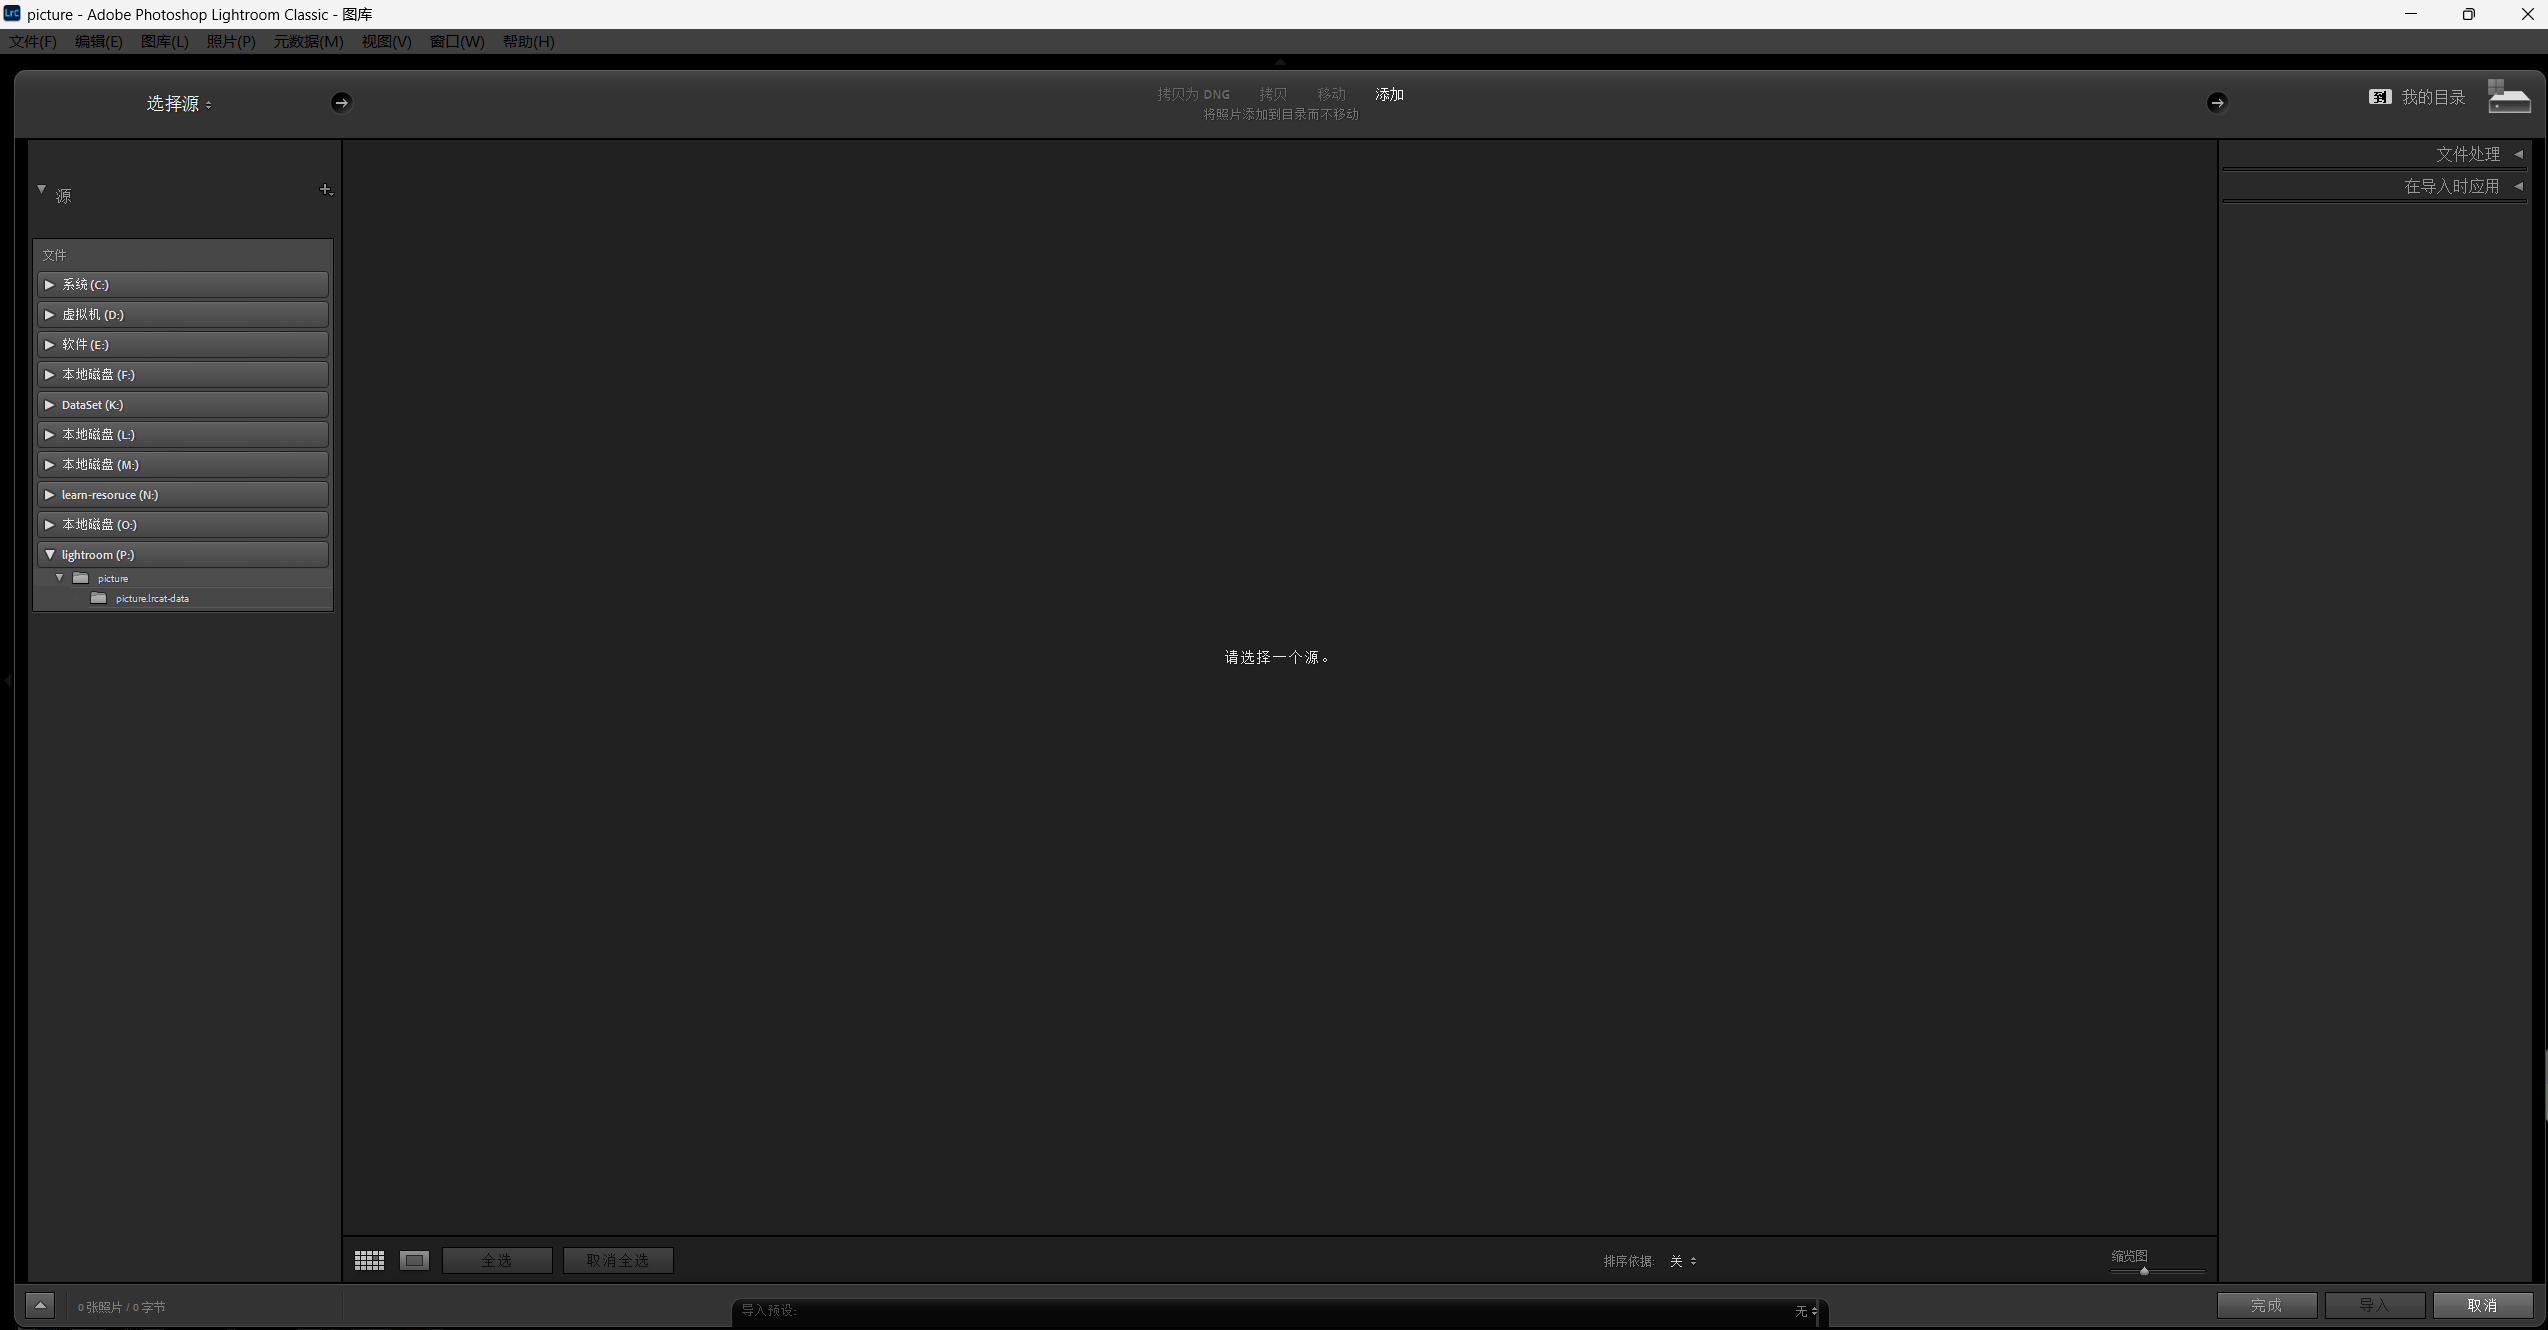 picture - Adobe Photoshop Lightroom Classic - 图库
文件(F) 编辑(E) 图库(L) 照片(P) 元数据(M) 视图(V) 窗口(W) 帮助(H)
选择源
拷贝为 DNG 拷贝 移动 添加
将照片添加到目录而不移动
到 我的目录
源
文件
系统 (C:)
虚拟机 (D:)
软件 (E:)
本地磁盘 (F:)
DataSet (K:)
本地磁盘 (L:)
本地磁盘 (M:)
learn-resoruce (N:)
本地磁盘 (O:)
lightroom (P:)
picture
picture.lrcat-data
请选择一个源。
文件处理
在导入时应用
全选 取消全选
排序依据: 关
缩览图
0 张照片 / 0 字节
导入预设: 无
完成 导入 取消